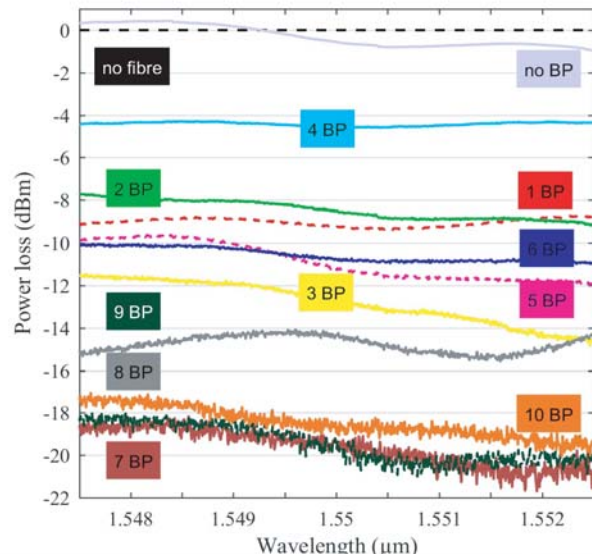 0
no fibre
no BP
-2
-4
4 BP
-6
-8
2 BP
1 BP
-10
6 BP
Power loss (dBm)
-12
3 BP
5 BP
9 BP
-14
-16
8 BP
-18
10 BP
-20
7 BP
-22
1.548 1.549 1.55 1.551 1.552
Wavelength (µm)